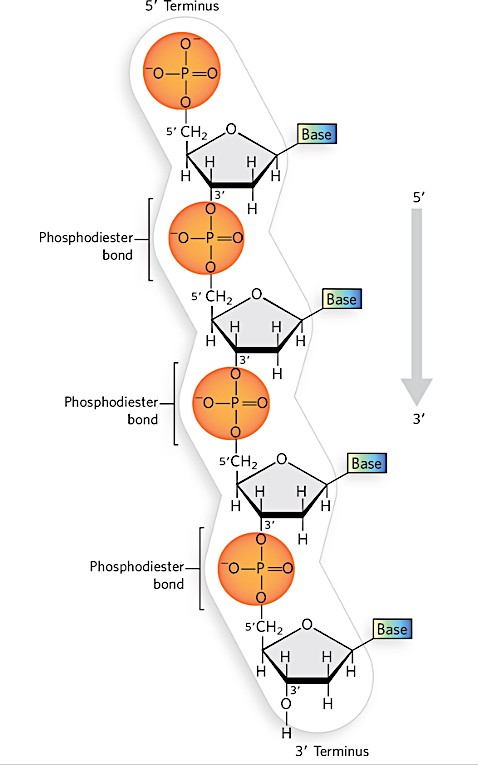 5′ Terminus
O⁻
⁻O—P=O
O
5′ CH₂
O
Base
H
H
H
H
3′
H
O
Phosphodiester
bond
⁻O—P=O
O
5′ CH₂
O
Base
H
H
H
H
3′
H
O
Phosphodiester
bond
⁻O—P=O
O
5′CH₂
O
Base
H
H
H
H
3′
H
O
Phosphodiester
bond
⁻O—P=O
O
5′CH₂
O
Base
H
H
H
H
3′
H
O
H
3′ Terminus
5′
3′